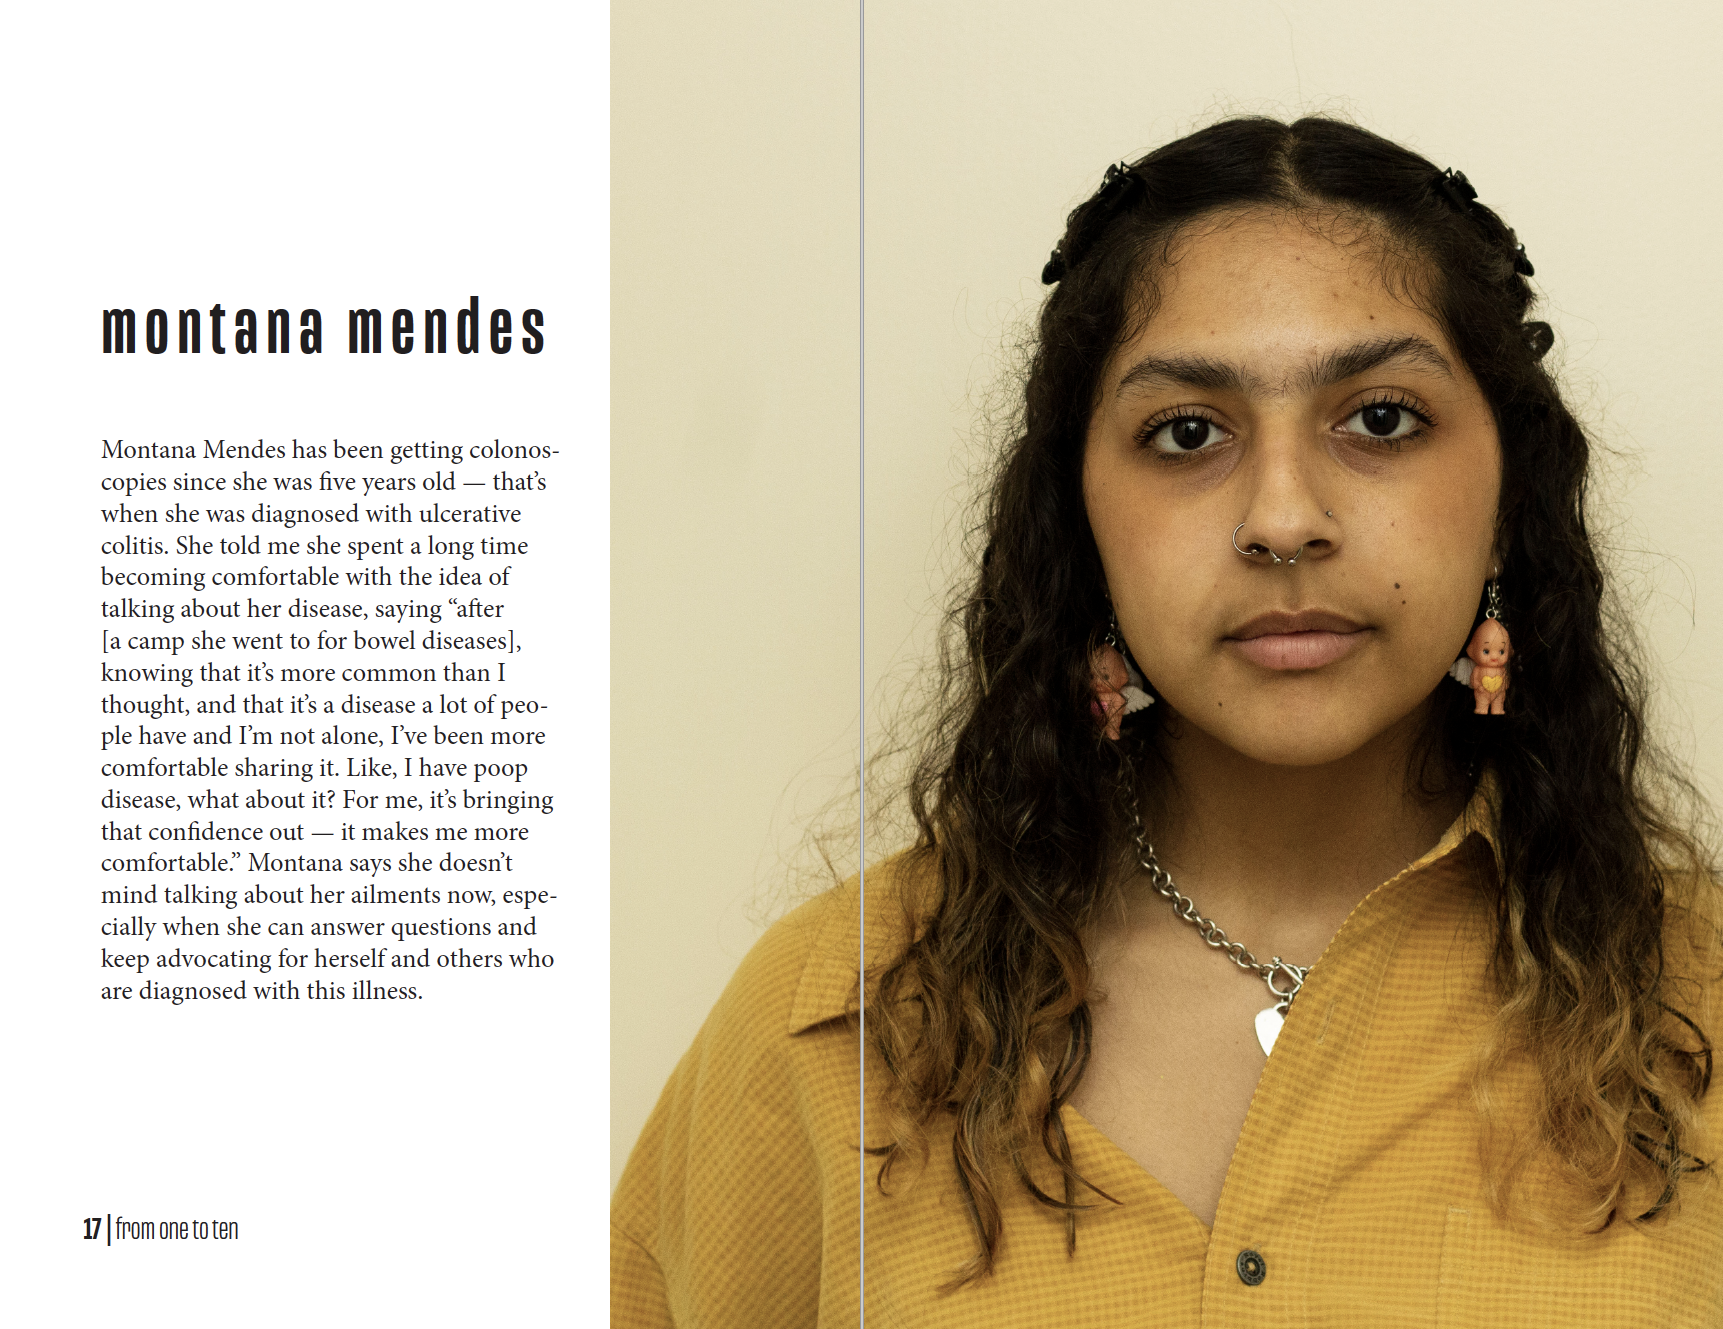 montana mendes
Montana Mendes has been getting colonos-
copies since she was five years old — that’s
when she was diagnosed with ulcerative
colitis. She told me she spent a long time
becoming comfortable with the idea of
talking about her disease, saying “after
[a camp she went to for bowel diseases],
knowing that it’s more common than I
thought, and that it’s a disease a lot of peo-
ple have and I’m not alone, I’ve been more
comfortable sharing it. Like, I have poop
disease, what about it? For me, it’s bringing
that confidence out — it makes me more
comfortable.” Montana says she doesn’t
mind talking about her ailments now, espe-
cially when she can answer questions and
keep advocating for herself and others who
are diagnosed with this illness.
17 | from one to ten